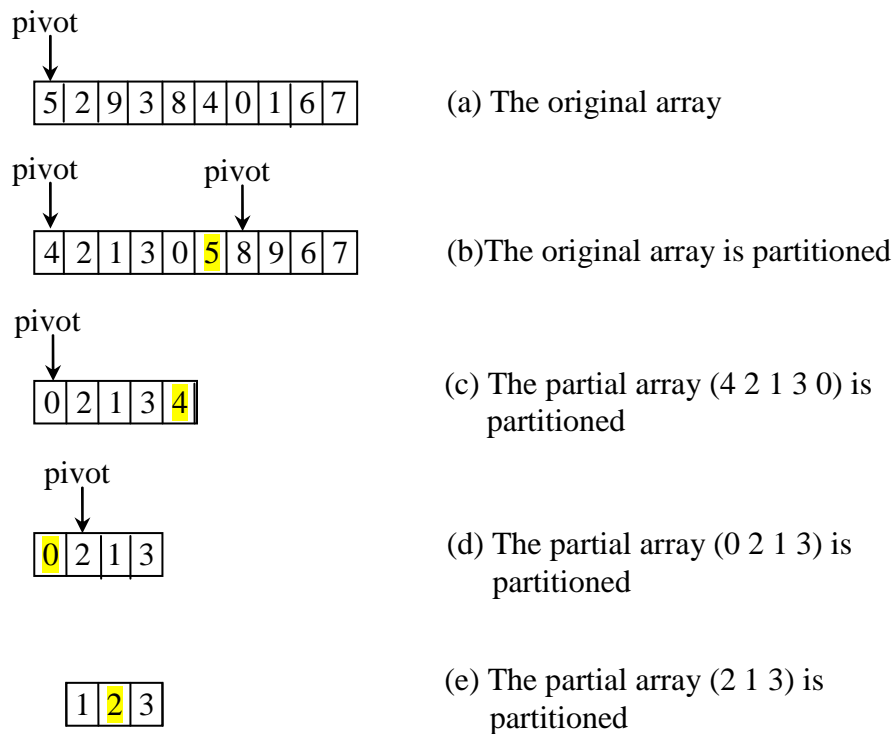 pivot
5 2 9 3 8 4 0 1 6 7
(a) The original array
pivot pivot
4 2 1 3 0 5 8 9 6 7
(b)The original array is partitioned
pivot
0 2 1 3 4
(c) The partial array (4 2 1 3 0) is
partitioned
pivot
0 2 1 3
(d) The partial array (0 2 1 3) is
partitioned
1 2 3
(e) The partial array (2 1 3) is
partitioned